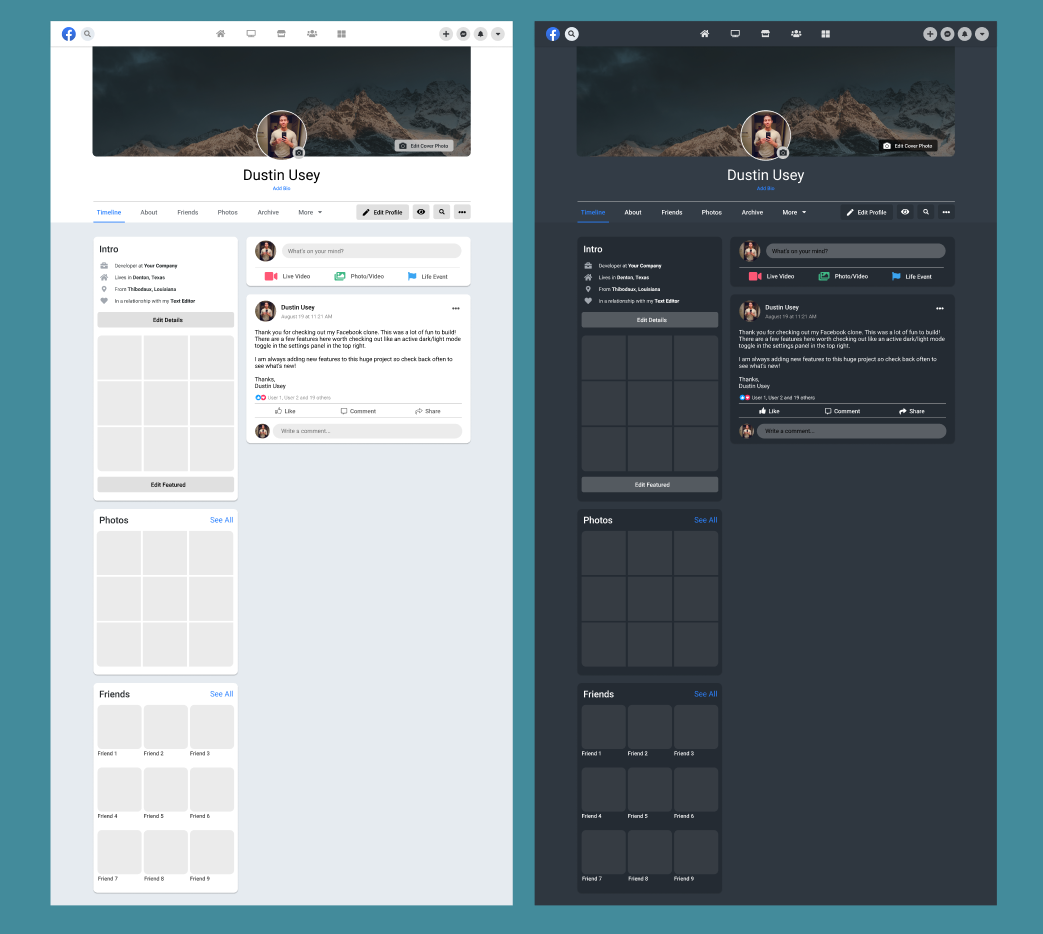 Edit Cover Photo
Dustin Usey
Add Bio
Timeline About Friends Photos Archive More Edit Profile
Intro
Developer at Your Company
Lives in Denton, Texas
From Thibodaux, Louisiana
In a relationship with my Text Editor
Edit Details
Edit Featured
Photos See All
Friends See All
Friend 1 Friend 2 Friend 3
Friend 4 Friend 5 Friend 6
Friend 7 Friend 8 Friend 9
What's on your mind?
Live Video Photo/Video Life Event
Dustin Usey
August 19 at 11:21 AM
Thank you for checking out my Facebook clone. This was a lot of fun to build!
There are a few features here worth checking out like an active dark/light mode
toggle in the settings panel in the top right.
I am always adding new features to this huge project so check back often to
see what's new!
Thanks,
Dustin Usey
User 1, User 2 and 19 others
Like Comment Share
Write a comment...
Edit Cover Photo
Dustin Usey
Add Bio
Timeline About Friends Photos Archive More Edit Profile
Intro
Developer at Your Company
Lives in Denton, Texas
From Thibodaux, Louisiana
In a relationship with my Text Editor
Edit Details
Edit Featured
Photos See All
Friends See All
Friend 1 Friend 2 Friend 3
Friend 4 Friend 5 Friend 6
Friend 7 Friend 8 Friend 9
What's on your mind?
Live Video Photo/Video Life Event
Dustin Usey
August 19 at 11:21 AM
Thank you for checking out my Facebook clone. This was a lot of fun to build!
There are a few features here worth checking out like an active dark/light mode
toggle in the settings panel in the top right.
I am always adding new features to this huge project so check back often to
see what's new!
Thanks,
Dustin Usey
User 1, User 2 and 19 others
Like Comment Share
Write a comment...